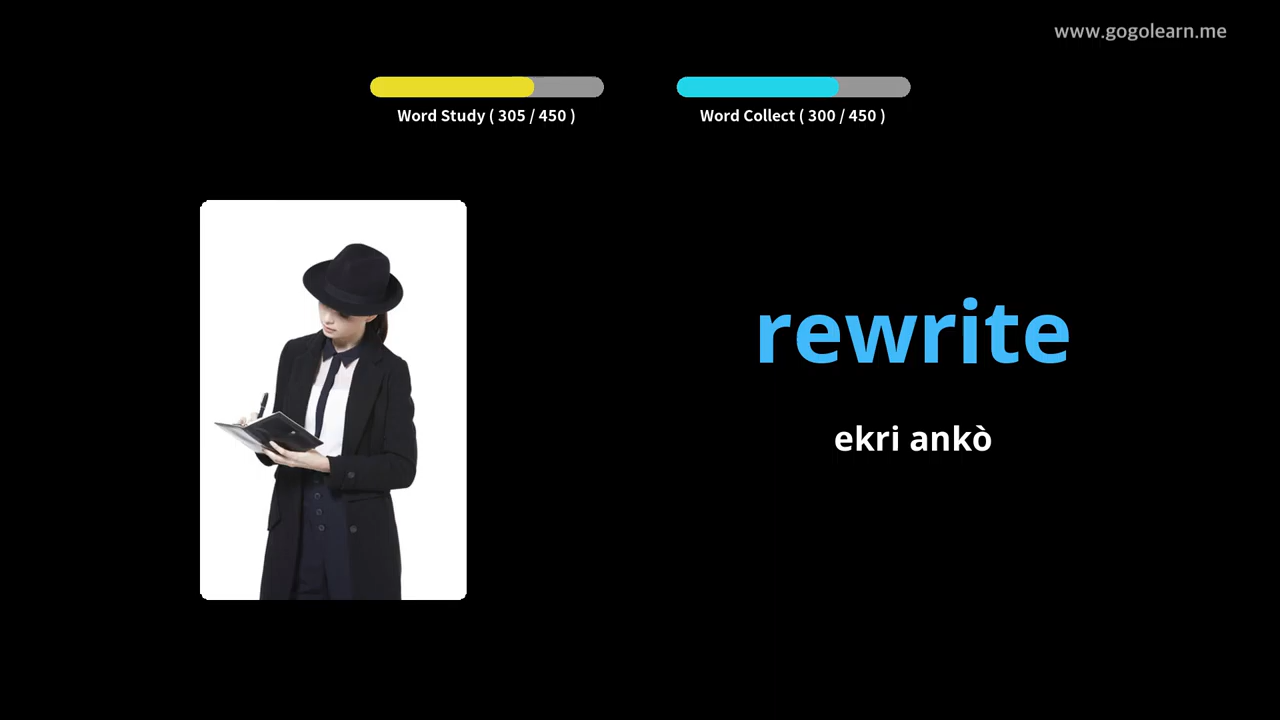 www.gogolearn.me
Word Study ( 305 / 450 )
Word Collect ( 300 / 450 )
rewrite
ekri ankò